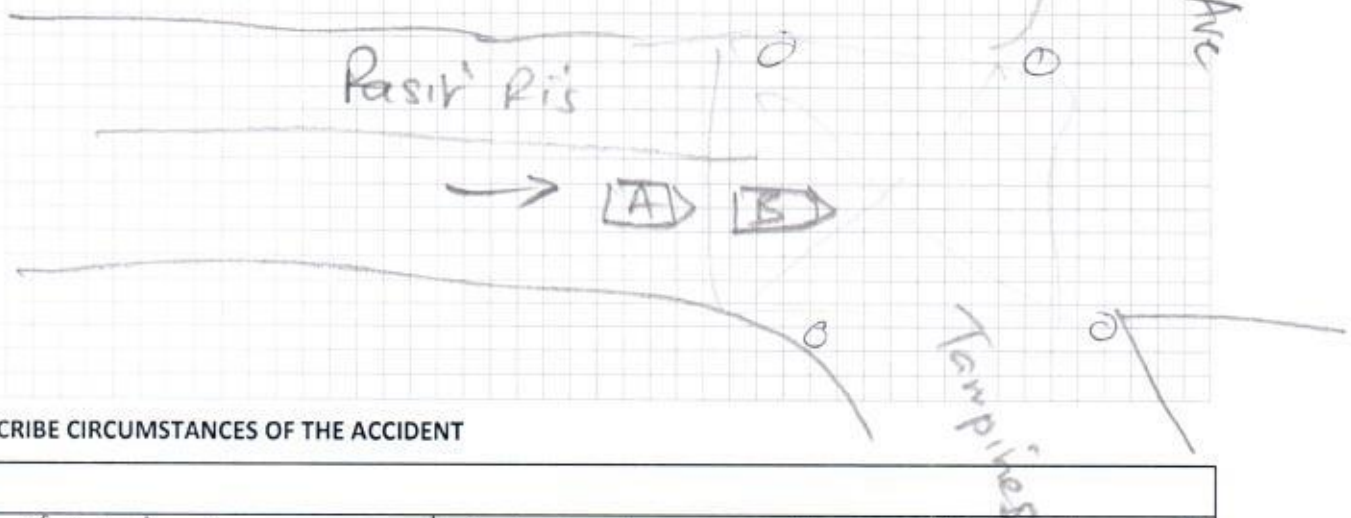 Ave
Pasir Ris
A B
Tampines
CRIBE CIRCUMSTANCES OF THE ACCIDENT